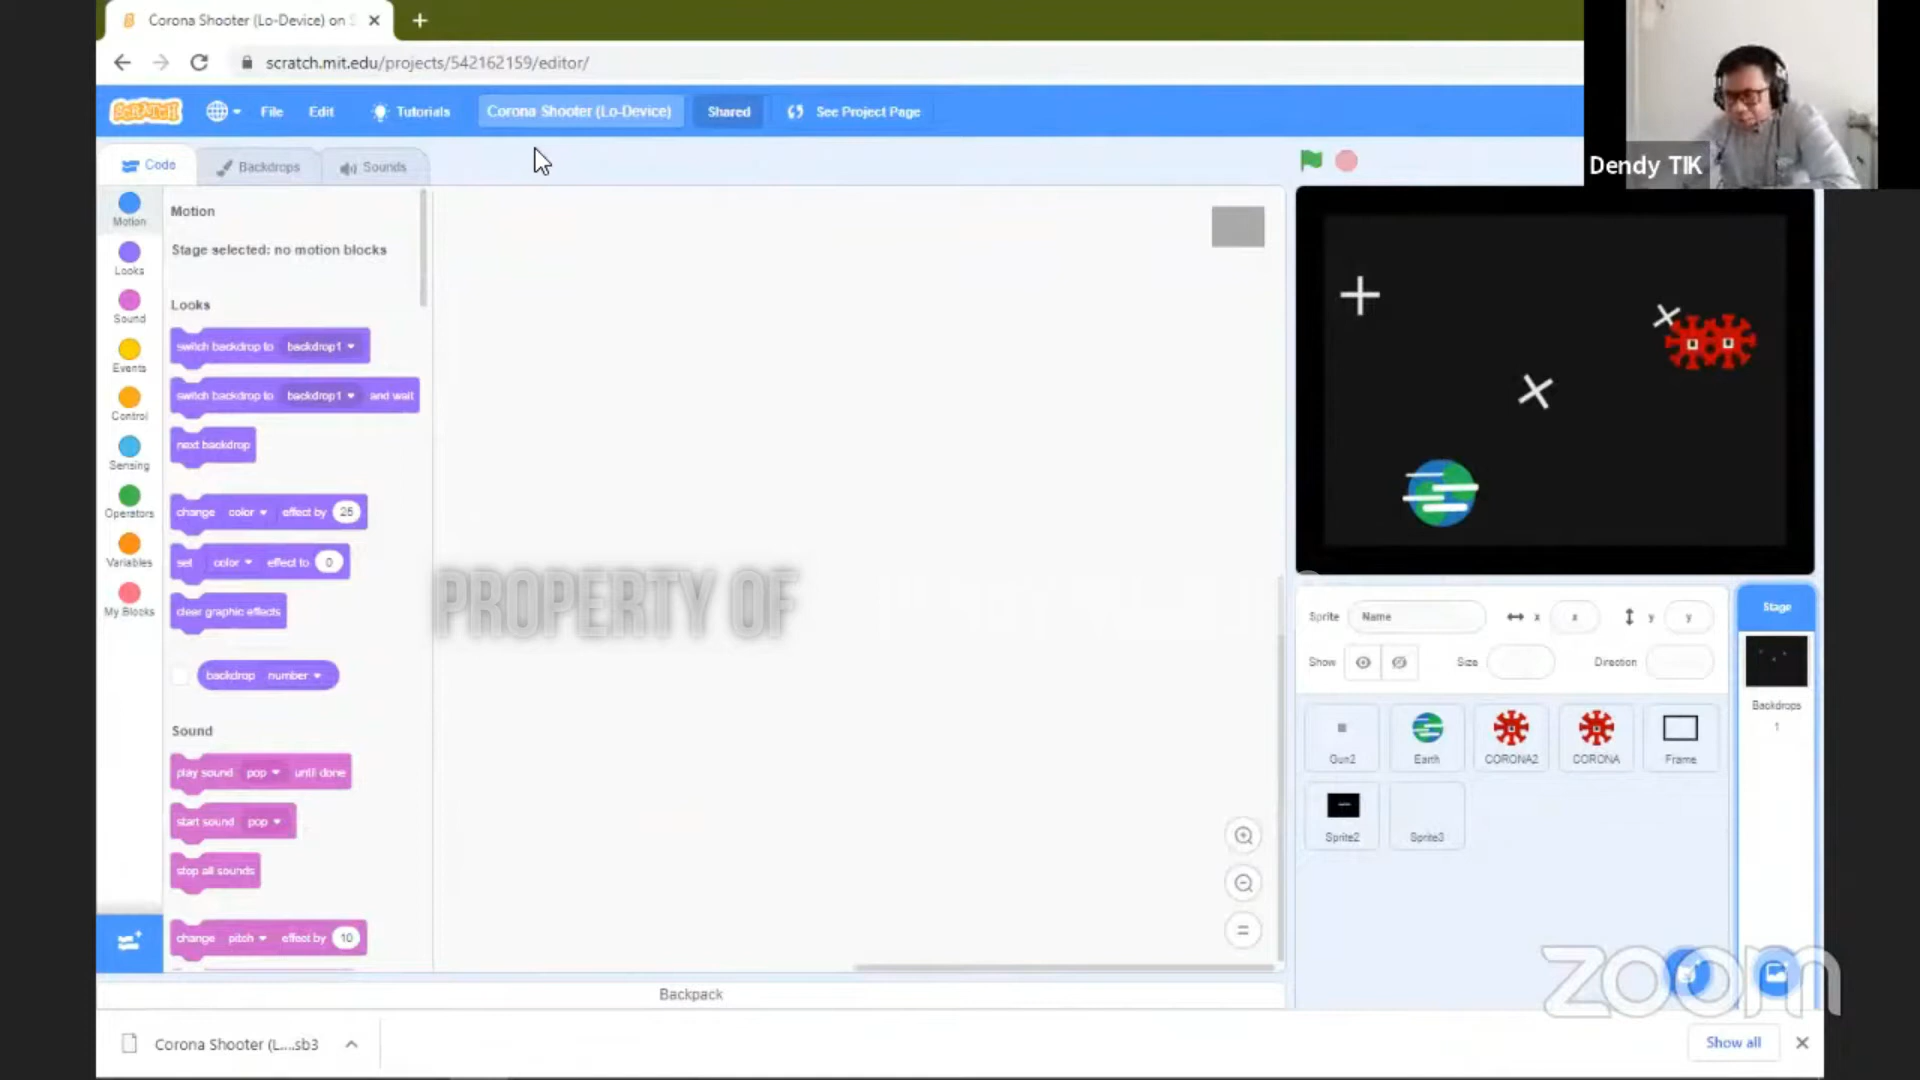 Corona Shooter (Lo-Device) on S
scratch.mit.edu/projects/542162159/editor/
SCRATCH
File
Edit
Tutorials
Corona Shooter (Lo-Device)
Shared
See Project Page
Dendy TIK
Code
Backdrops
Sounds
Motion
Looks
Sound
Events
Control
Sensing
Operators
Variables
My Blocks
Motion
Stage selected: no motion blocks
Looks
switch backdrop to backdrop1
switch backdrop to backdrop1 and wait
next backdrop
change color effect by 25
set color effect to 0
clear graphic effects
backdrop number
Sound
play sound pop until done
start sound pop
stop all sounds
change pitch effect by 10
PROPERTY OF
Sprite Name x x y y
Show Size Direction
Stage
Backdrops
1
Gun2
Earth
CORONA2
CORONA
Frame
Sprite2
Sprite3
zoom
Backpack
Corona Shooter (L....sb3
Show all